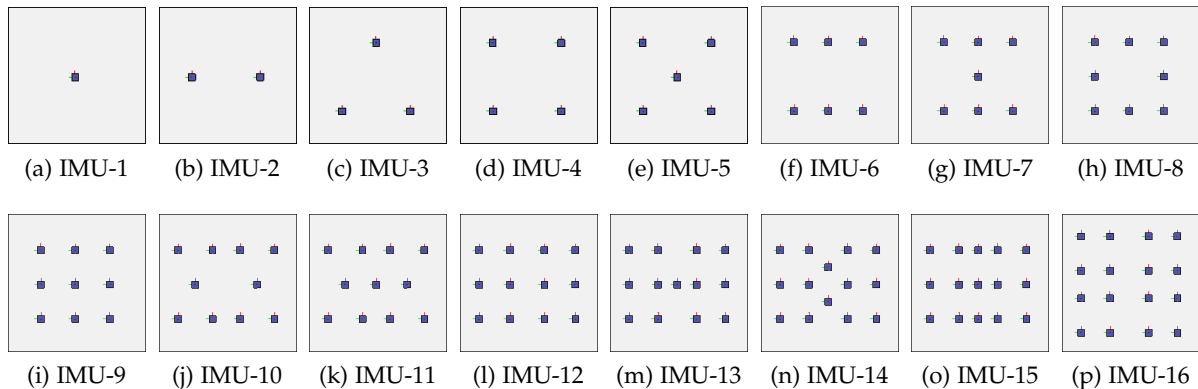 (a) IMU-1 (b) IMU-2 (c) IMU-3 (d) IMU-4 (e) IMU-5 (f) IMU-6 (g) IMU-7 (h) IMU-8
(i) IMU-9 (j) IMU-10 (k) IMU-11 (l) IMU-12 (m) IMU-13 (n) IMU-14 (o) IMU-15 (p) IMU-16